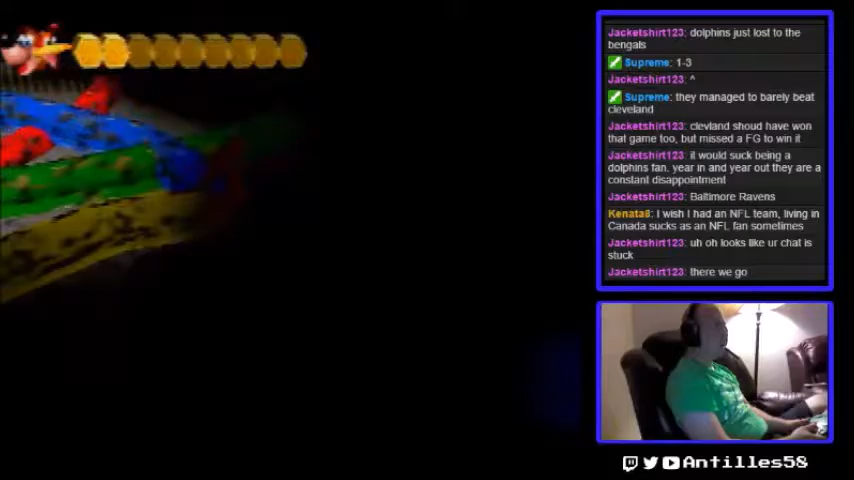 Jacketshirt123: dolphins just lost to the
bengals
Supreme: 1-3
Jacketshirt123: ^
Supreme: they managed to barely beat
cleveland
Jacketshirt123: clevland shoud have won
that game too, but missed a FG to win it
Jacketshirt123: it would suck being a
dolphins fan. year in and year out they are a
constant disappointment
Jacketshirt123: Baltimore Ravens
Kenata8: I wish I had an NFL team, living in
Canada sucks as an NFL fan sometimes
Jacketshirt123: uh oh looks like ur chat is
stuck
Jacketshirt123: there we go
Antilles58